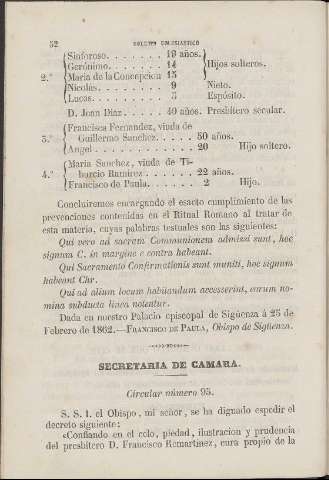 52 BOLETIN ECLESIASTICO
Sinforoso. . . . . . . 19 años.
Gerónimo. . . . . . . 14 Hijos solteros.
2.º María de la Concepcion 15
Nicolas. . . . . . . . 9 Nieto.
Lucas. . . . . . . . . 5 Espósito.
D. Juan Diaz. . . . . . 40 años. Presbítero secular.
Francisca Fernandez, viuda de
3.º Guillermo Sanchez. . . . . 50 años.
Angel. . . . . . . . . . . 20 Hijo soltero.
María Sanchez, viuda de Ti-
4.º burcio Ramirez. . . . . . 22 años.
Francisco de Paula. . . . . . 2 Hijo.
Concluiremos encargando el esacto cumplimiento de las
prevenciones contenidas en el Ritual Romano al tratar de
esta materia, cuyas palabras testuales son las siguientes:
Qui vero ad sacram Communionem admissi sunt, hoc
signum C. in margine e contra habeant.
Qui Sacramento Confirmationis sunt muniti, hoc signum
habeant Chr.
Qui ad alium locum habitandum accesserint, eorum no-
mina subducta linea notentur.
Dada en nuestro Palacio episcopal de Sigüenza á 25 de
Febrero de 1862.—FRANCISCO DE PAULA, Obispo de Sigüenza.
SECRETARIA DE CAMARA.
Circular número 95.
S. S. I. el Obispo, mi señor, se ha dignado espedir el
decreto siguiente:
«Confiando en el celo, piedad, ilustracion y prudencia
del presbítero D. Francisco Remartinez, cura propio de la